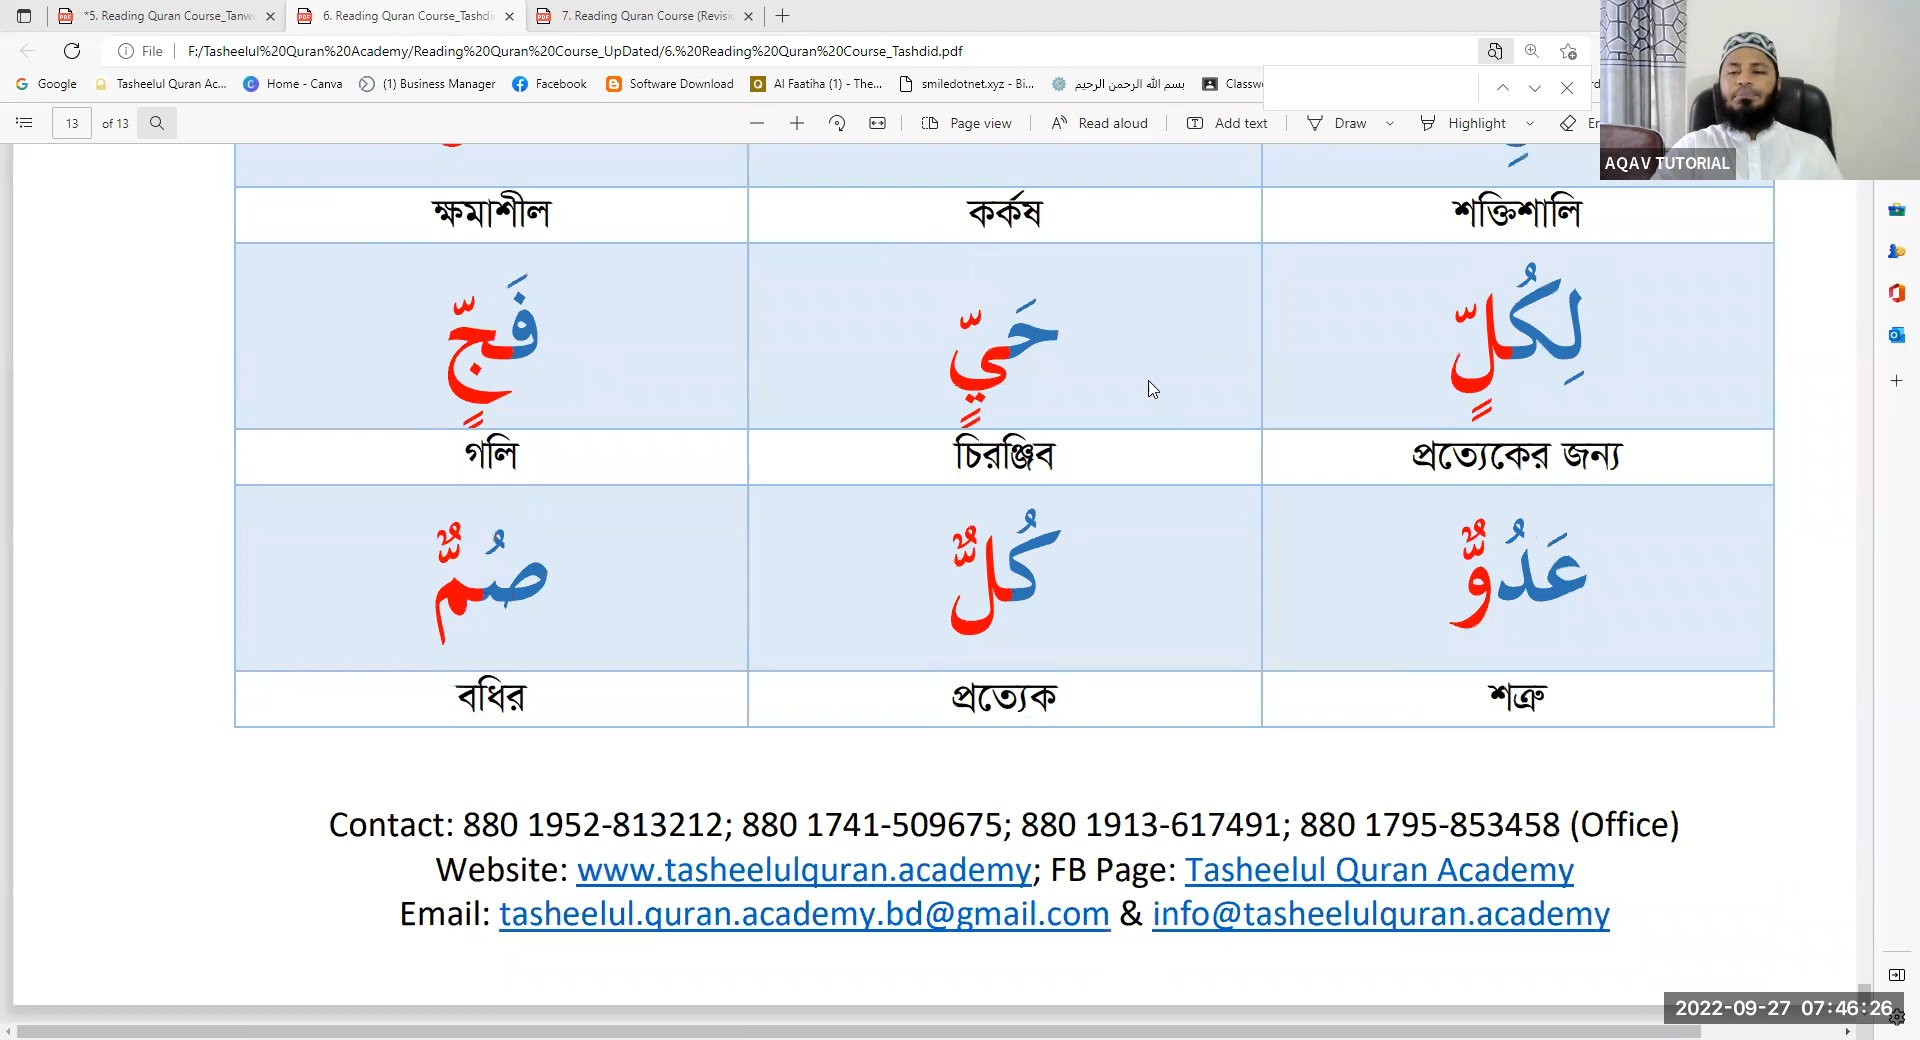 *5. Reading Quran Course_Tanw
6. Reading Quran Course_Tashdi
7. Reading Quran Course (Revisi
File
F:/Tasheelul%20Quran%20Academy/Reading%20Quran%20Course_UpDated/6.%20Reading%20Quran%20Course_Tashdid.pdf
Google
Tasheelul Quran Ac...
Home - Canva
(1) Business Manager
Facebook
Software Download
Al Faatiha (1) - The...
smiledotnet.xyz - Bi...
بسم الله الرحمن الرحيم
Classw
13 of 13
Page view
Read aloud
Add text
Draw
Highlight
Er
AQAV TUTORIAL
ক্ষমাশীল কর্কষ শক্তিশালি
فَجٍّ حَيٍّ لِكُلٍّ
গলি চিরঞ্জিব প্রত্যেকের জন্য
صُمٌّ كُلٌّ عَدُوٌّ
বধির প্রত্যেক শত্রু
Contact: 880 1952-813212; 880 1741-509675; 880 1913-617491; 880 1795-853458 (Office)
Website: www.tasheelulquran.academy; FB Page: Tasheelul Quran Academy
Email: tasheelul.quran.academy.bd@gmail.com & info@tasheelulquran.academy
2022-09-27 07:46:26